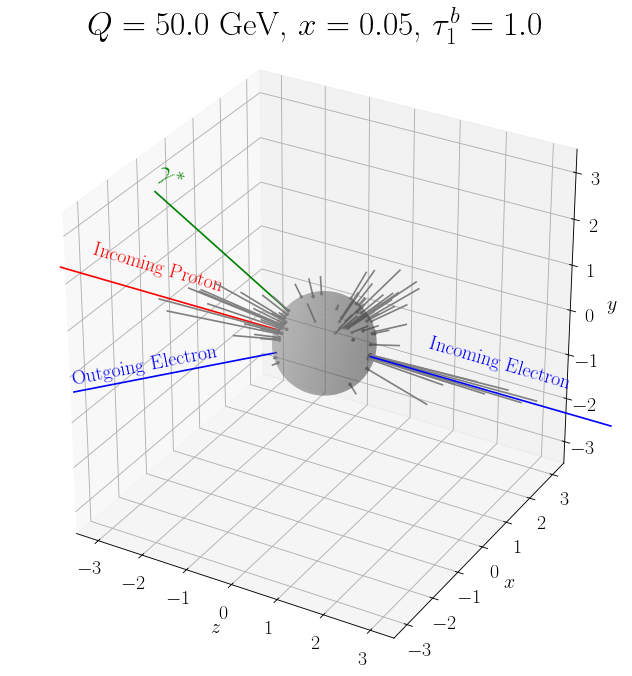 Q = 50.0 GeV, x = 0.05, τ₁ᵇ = 1.0
γ*
Incoming Proton
Outgoing Electron
Incoming Electron
3
2
1
0
−1
−2
−3
y
3
2
1
0
−1
−2
−3
x
−3
−2
−1
0
1
2
3
z